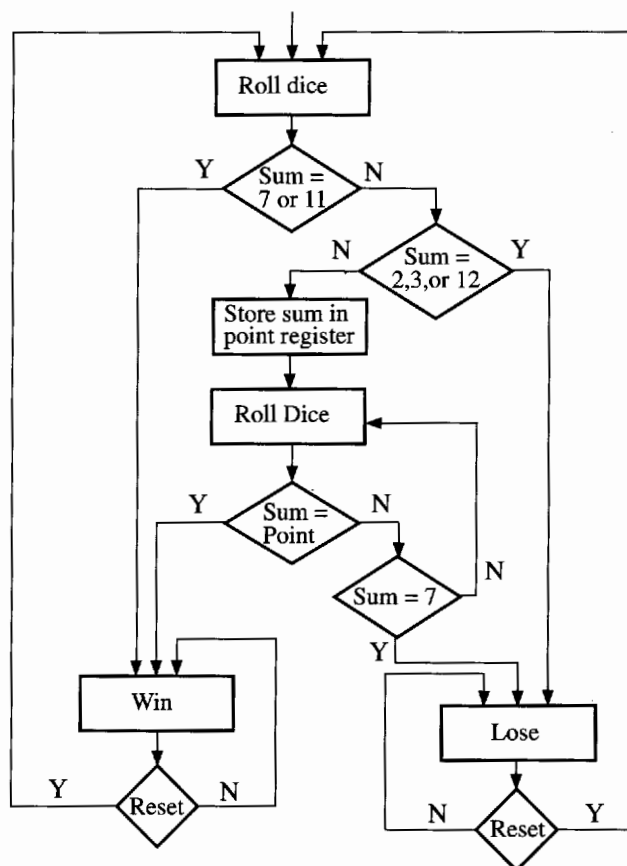 Roll dice
Y
Sum =
7 or 11
N
N
Sum =
2,3,or 12
Y
Store sum in
point register
Roll Dice
Y
Sum =
Point
N
Sum = 7
N
Y
Win
Lose
Y
Reset
N
N
Reset
Y